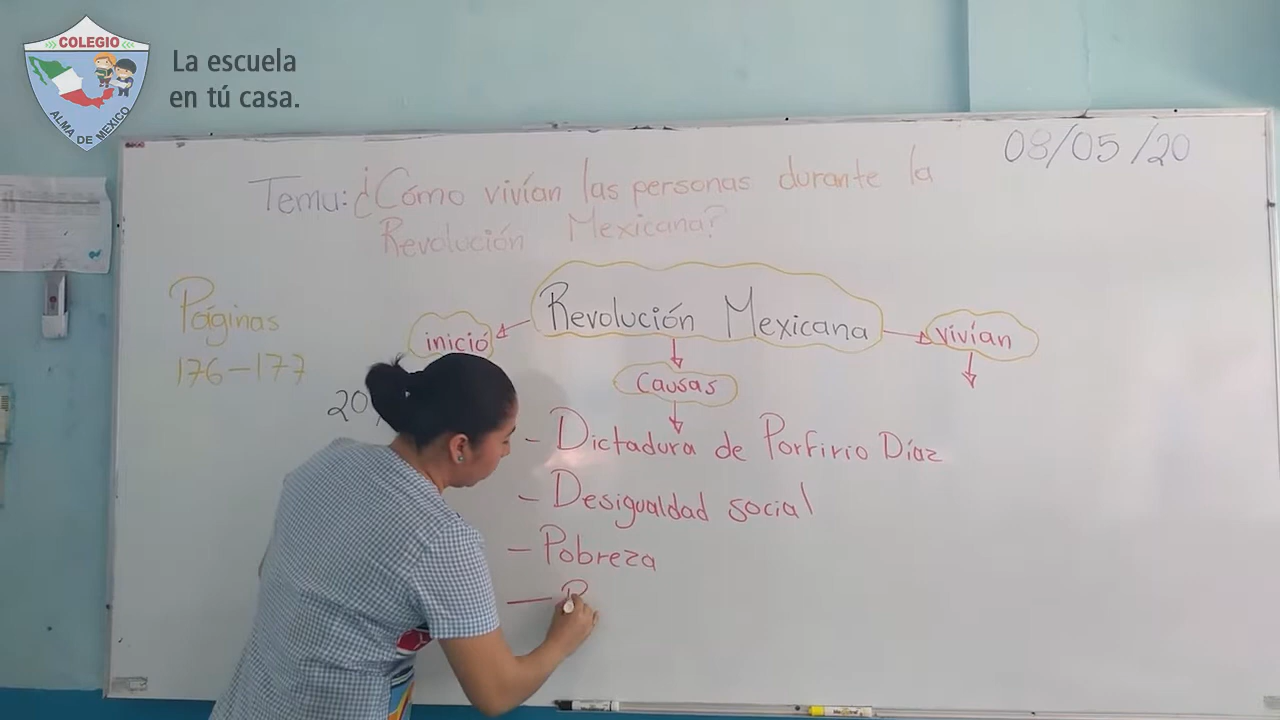 COLEGIO
ALMA DE MEXICO
La escuela
en tú casa.
08/05/20
Tema: ¿Cómo vivían las personas durante la
Revolución Mexicana?
Páginas
176-177
Revolución Mexicana
inició
vivían
causas
20
- Dictadura de Porfirio Díaz
- Desigualdad social
- Pobreza
-